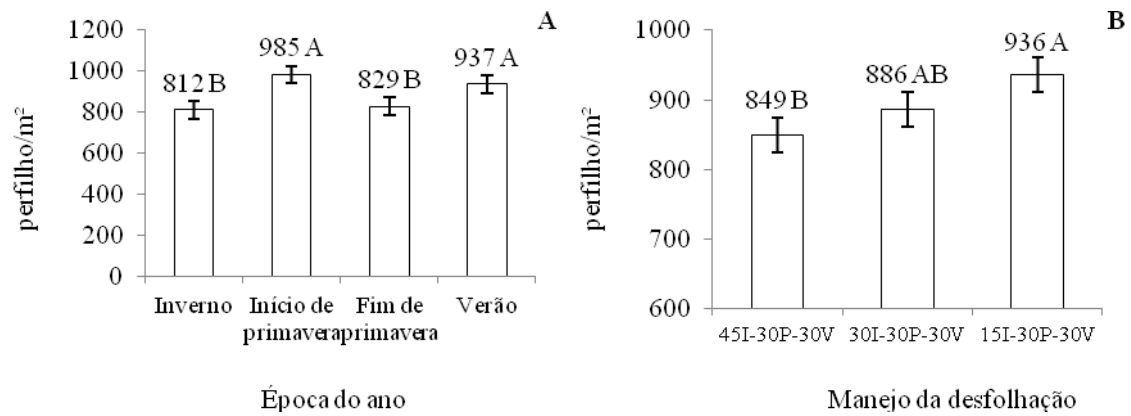 A
perfilho/m²
1200
1000
800
600
400
200
0
812 B
985 A
829 B
937 A
Inverno
Início de
primavera
Fim de
primavera
Verão
Época do ano
B
perfilho/m²
1000
900
800
700
600
849 B
886 AB
936 A
45I-30P-30V
30I-30P-30V
15I-30P-30V
Manejo da desfolhação